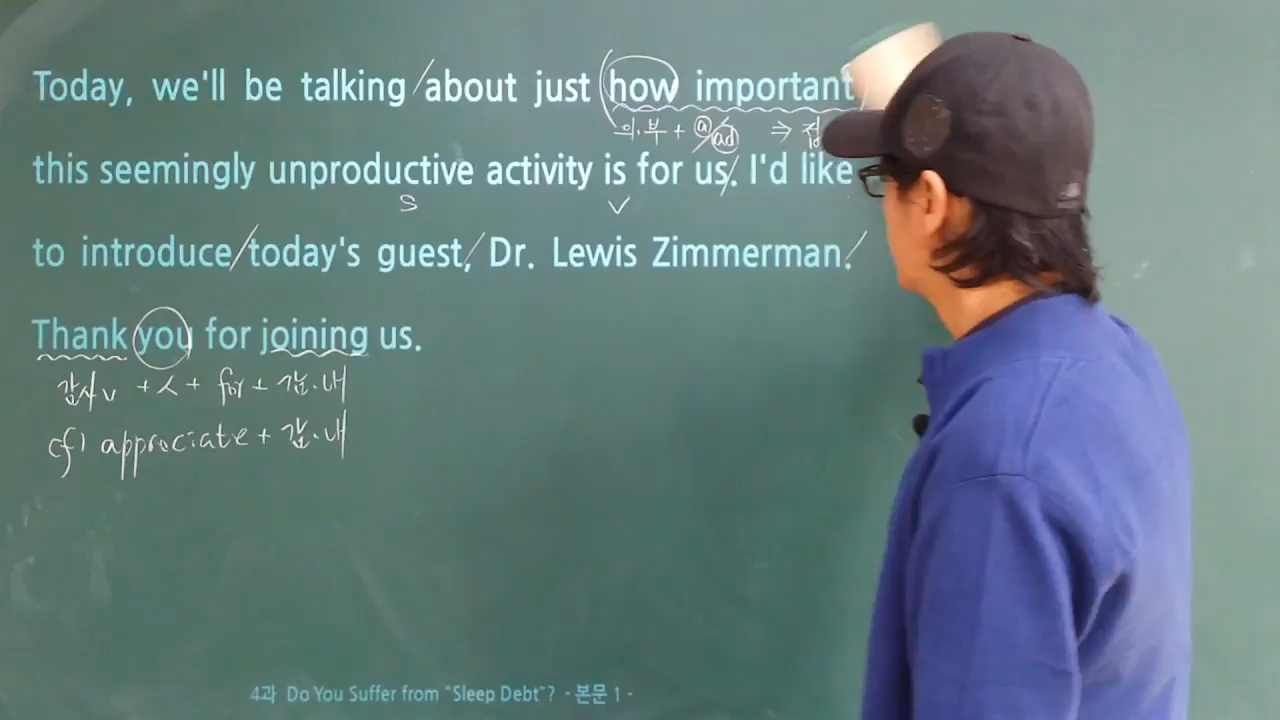 Today, we'll be talking about just how important
의.부 + a/ad ⇒
this seemingly unproductive activity is for us. I'd like
S V
to introduce today's guest, Dr. Lewis Zimmerman.
Thank you for joining us.
감사v + 사 + for + 감.내
cf) appreciate + 감.내
4과 Do You Suffer from "Sleep Debt"? - 본문 1 -